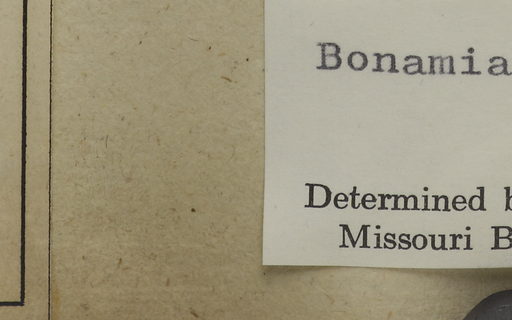 Bonamia
Determined b
Missouri B